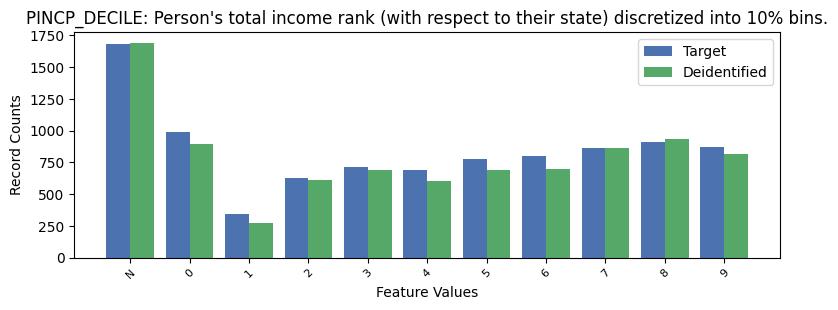 PINCP_DECILE: Person's total income rank (with respect to their state) discretized into 10% bins.
Target
Deidentified
Record Counts
1750
1500
1250
1000
750
500
250
0
N 0 1 2 3 4 5 6 7 8 9
Feature Values